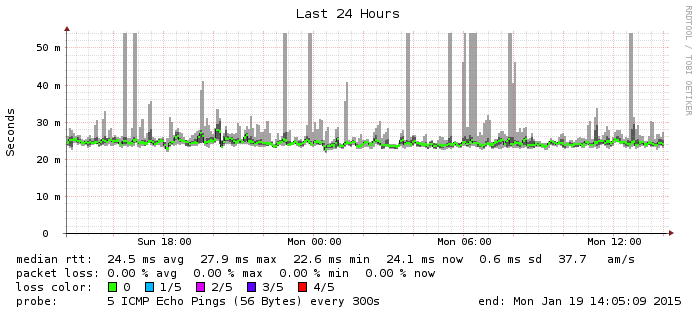 Last 24 Hours
RRDTOOL / TOBI OETIKER
Seconds
50 m
40 m
30 m
20 m
10 m
0
Sun 18:00 Mon 00:00 Mon 06:00 Mon 12:00
median rtt: 24.5 ms avg 27.9 ms max 22.6 ms min 24.1 ms now 0.6 ms sd 37.7 am/s
packet loss: 0.00 % avg 0.00 % max 0.00 % min 0.00 % now
loss color: 0 1/5 2/5 3/5 4/5
probe: 5 ICMP Echo Pings (56 Bytes) every 300s end: Mon Jan 19 14:05:09 2015